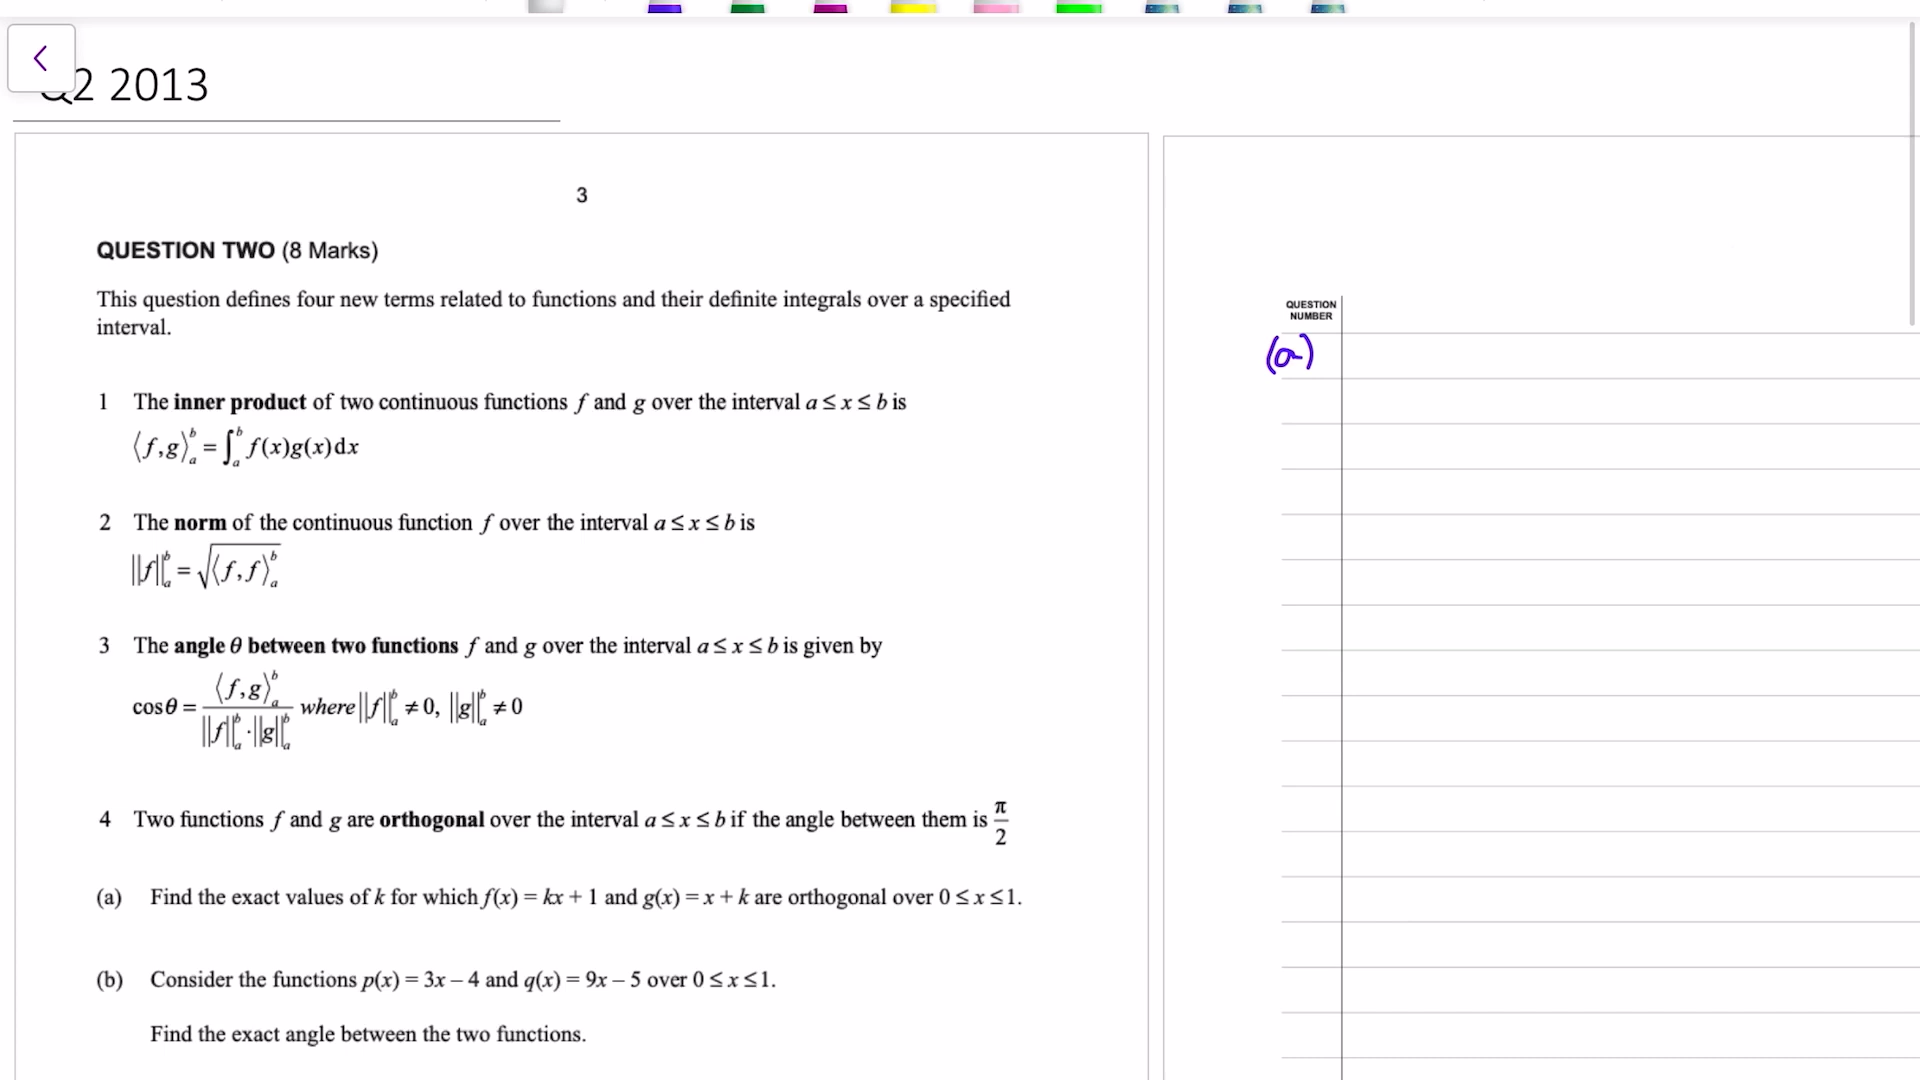 Q2 2013
3
QUESTION TWO (8 Marks)
This question defines four new terms related to functions and their definite integrals over a specified
interval.
1 The inner product of two continuous functions f and g over the interval a ≤ x ≤ b is
⟨f,g⟩ₐᵇ = ∫ₐᵇ f(x)g(x)dx
2 The norm of the continuous function f over the interval a ≤ x ≤ b is
||f||ₐᵇ = √⟨f,f⟩ₐᵇ
3 The angle θ between two functions f and g over the interval a ≤ x ≤ b is given by
cosθ = ⟨f,g⟩ₐᵇ / ||f||ₐᵇ·||g||ₐᵇ where ||f||ₐᵇ ≠ 0, ||g||ₐᵇ ≠ 0
4 Two functions f and g are orthogonal over the interval a ≤ x ≤ b if the angle between them is π/2
(a) Find the exact values of k for which f(x) = kx + 1 and g(x) = x + k are orthogonal over 0 ≤ x ≤ 1.
(b) Consider the functions p(x) = 3x – 4 and q(x) = 9x – 5 over 0 ≤ x ≤ 1.
Find the exact angle between the two functions.
QUESTION
NUMBER
(a)